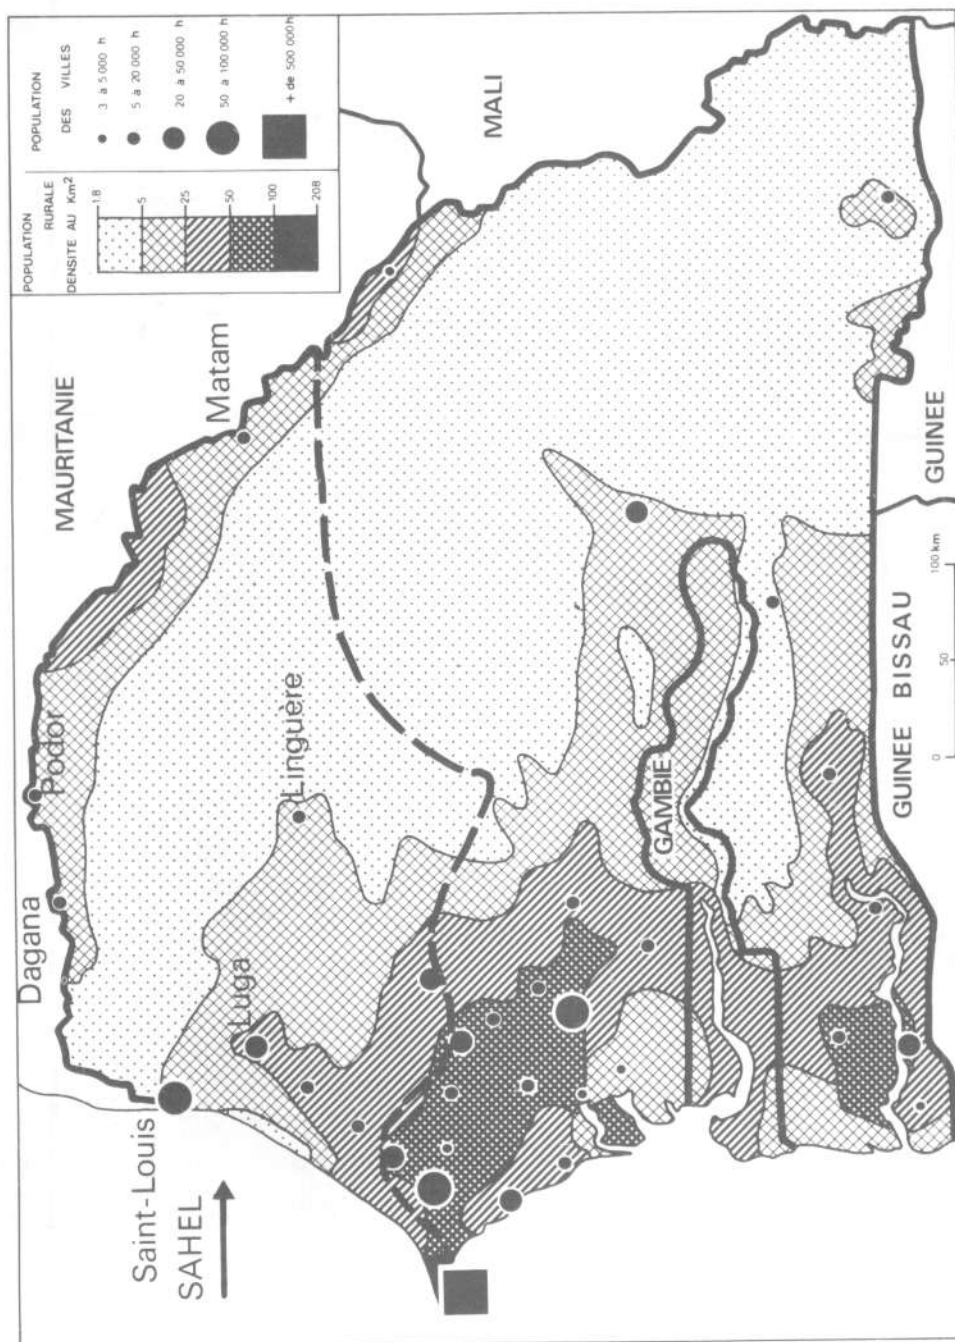 POPULATION
RURALE
DENSITE AU Km2
1.8
5
25
50
100
208
POPULATION
DES VILLES
3 à 5 000 h
5 à 20 000 h
20 à 50 000 h
50 à 100 000 h
+ de 500 000 h
MAURITANIE
MALI
Dagana
Podor
Matam
Saint-Louis
SAHEL
Luga
Linguère
GAMBIE
GUINEE BISSAU
GUINEE
0 50 100 km